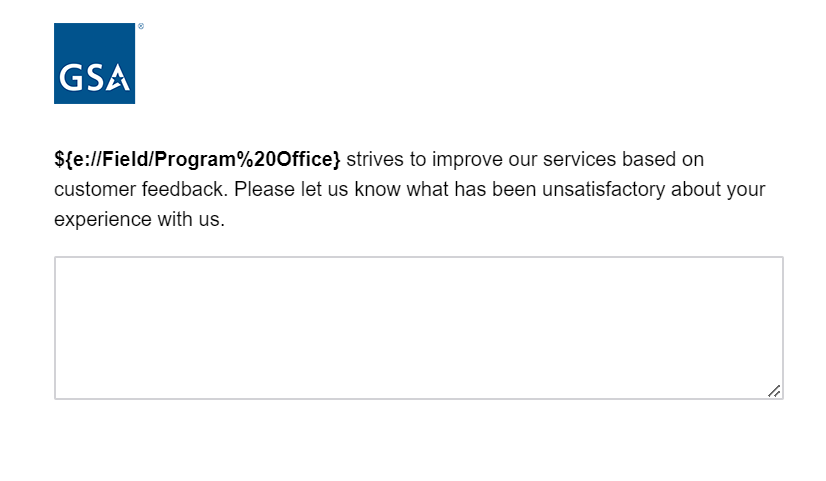 GSA
®
${e://Field/Program%20Office} strives to improve our services based on
customer feedback. Please let us know what has been unsatisfactory about your
experience with us.